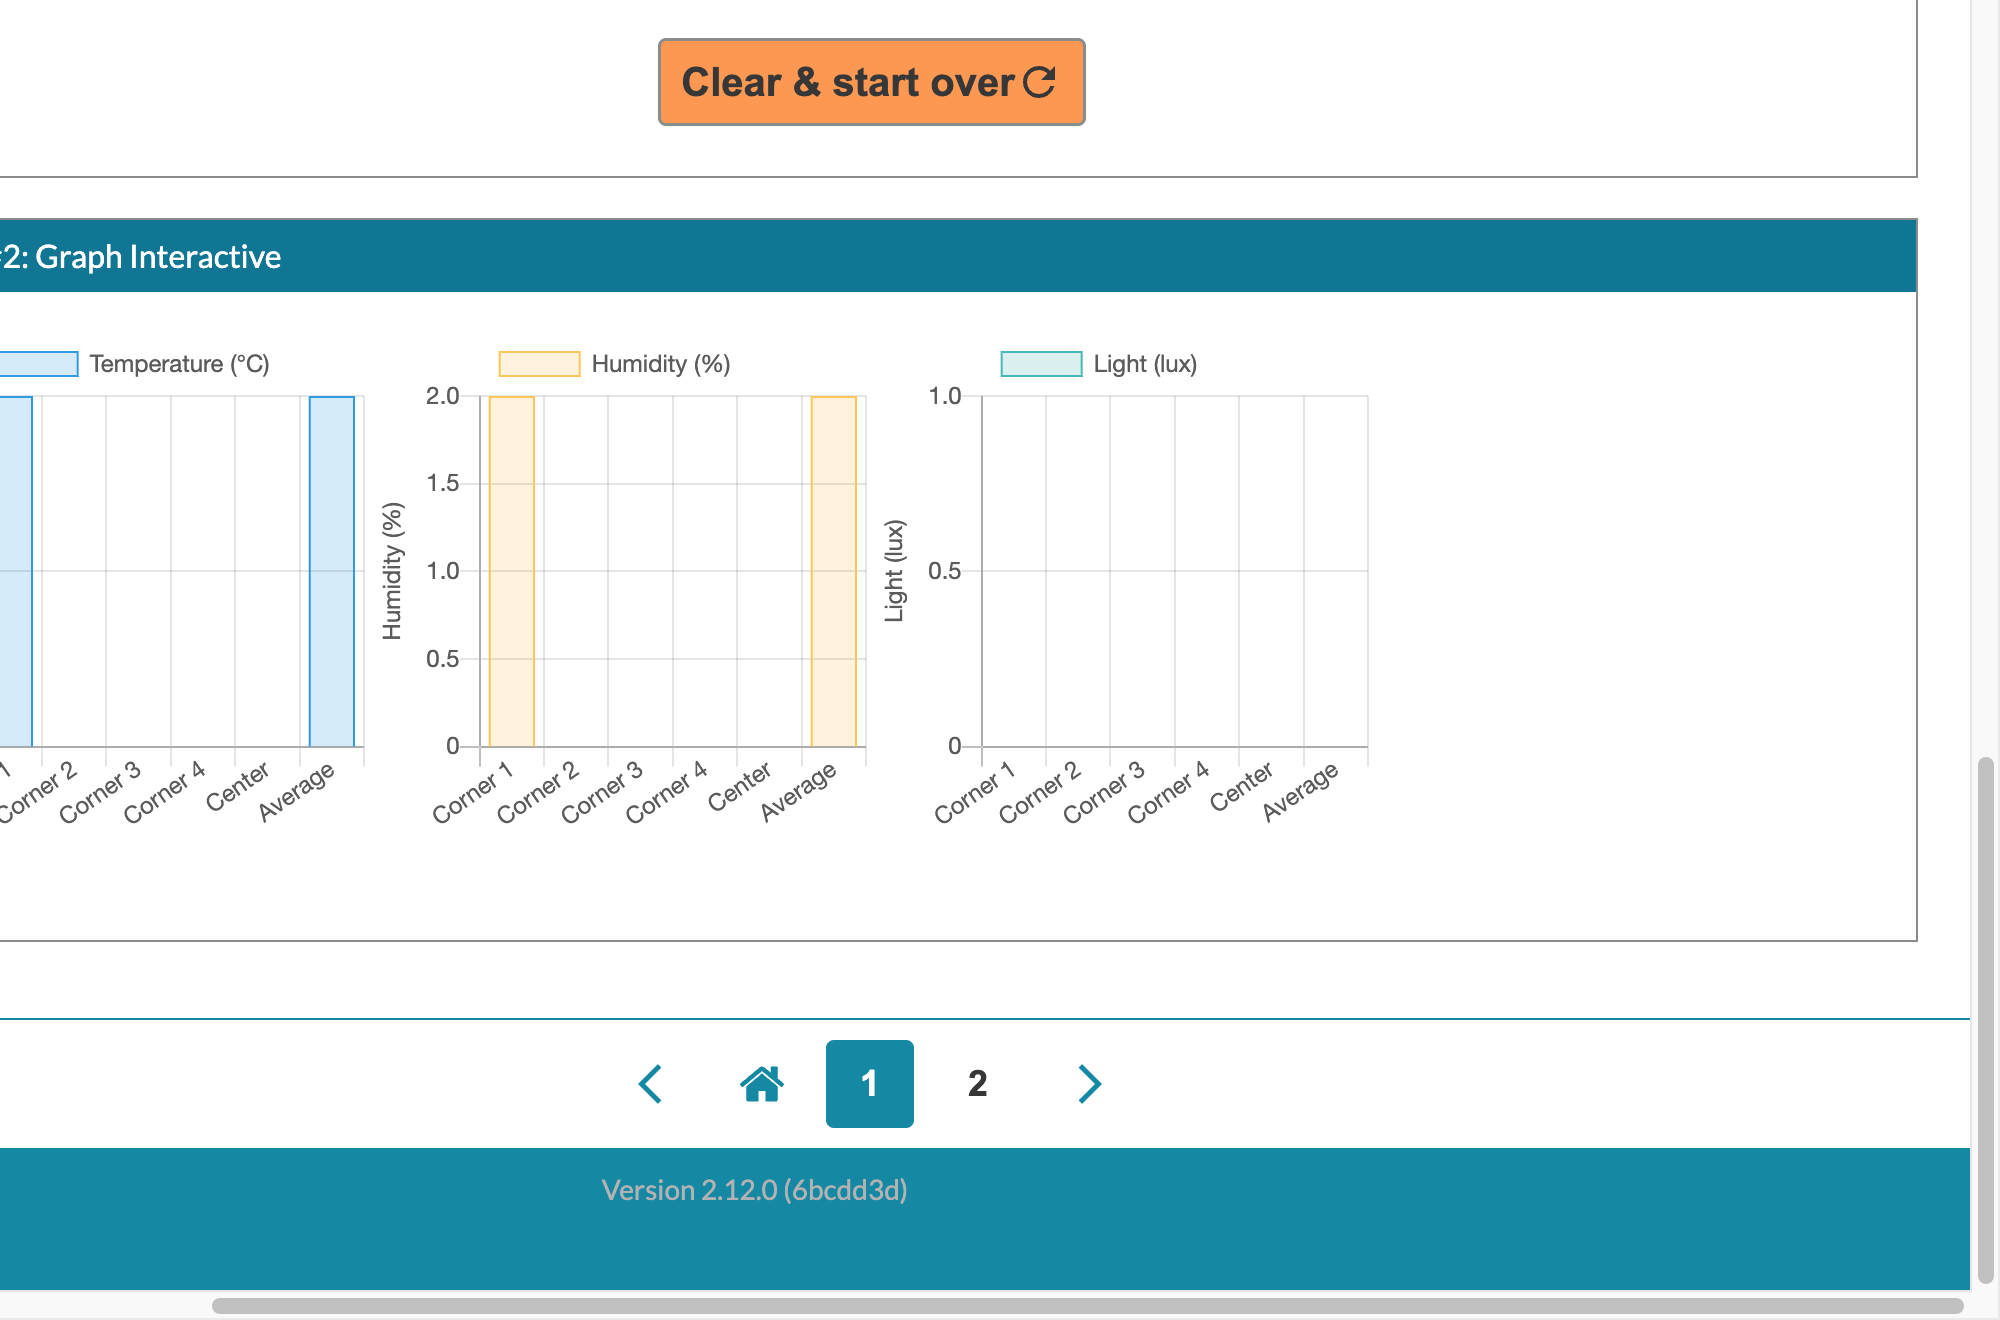 Clear & start over
2: Graph Interactive
Temperature (°C)
1
Corner 2
Corner 3
Corner 4
Center
Average
Humidity (%)
Humidity (%)
2.0
1.5
1.0
0.5
0
Corner 1
Corner 2
Corner 3
Corner 4
Center
Average
Light (lux)
Light (lux)
1.0
0.5
0
Corner 1
Corner 2
Corner 3
Corner 4
Center
Average
1 2
Version 2.12.0 (6bcdd3d)